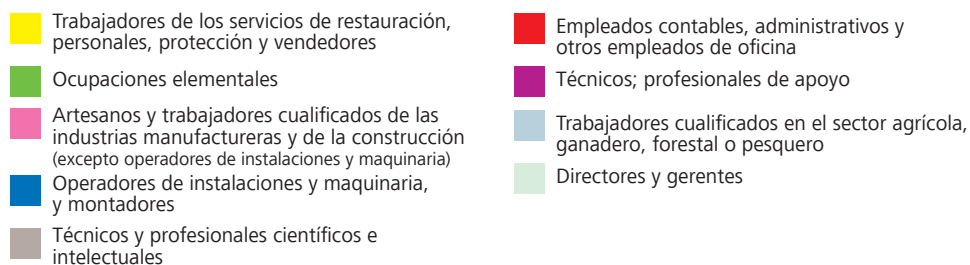 Trabajadores de los servicios de restauración,
personales, protección y vendedores
Ocupaciones elementales
Artesanos y trabajadores cualificados de las
industrias manufactureras y de la construcción
(excepto operadores de instalaciones y maquinaria)
Operadores de instalaciones y maquinaria,
y montadores
Técnicos y profesionales científicos e
intelectuales
Empleados contables, administrativos y
otros empleados de oficina
Técnicos; profesionales de apoyo
Trabajadores cualificados en el sector agrícola,
ganadero, forestal o pesquero
Directores y gerentes